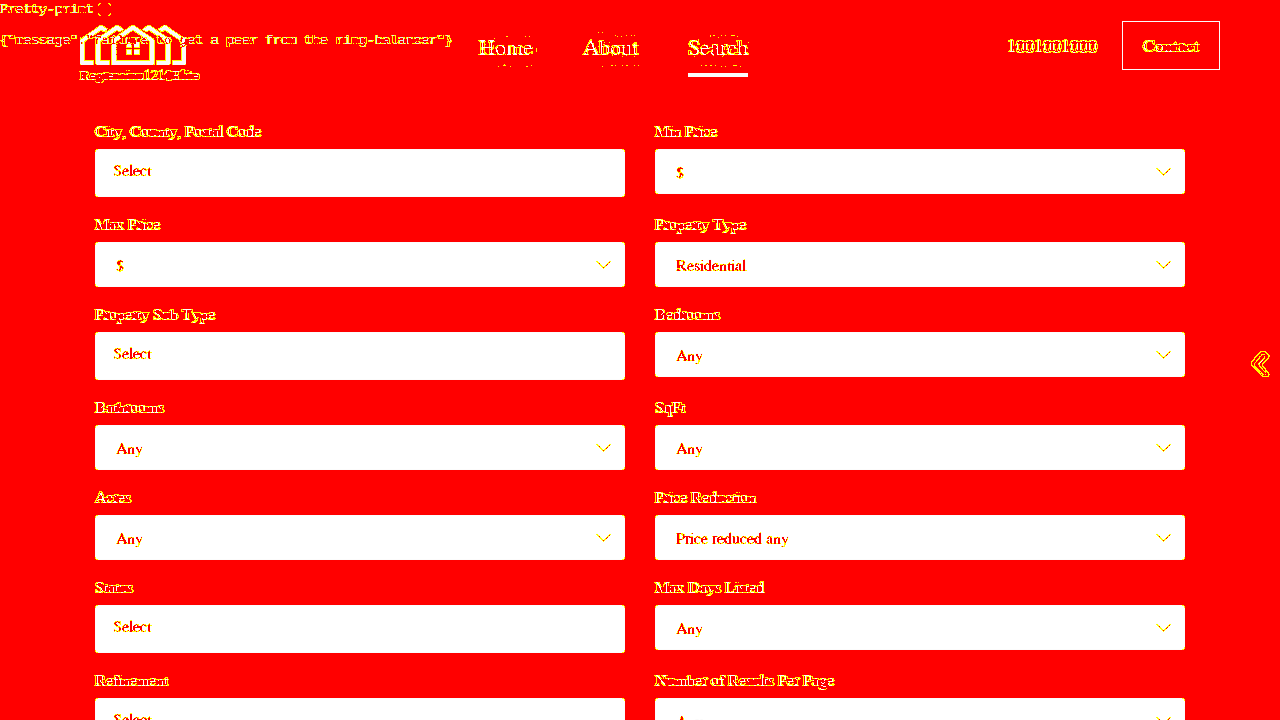 Pretty-print
{"message":"failure to get a peer from the ring-balancer"}
Home
About
Search
1001001000
Contact
City, County, Postal Code
Select
Min Price
$
Max Price
$
Property Type
Residential
Property Sub Type
Select
Bedrooms
Any
Bathrooms
Any
SqFt
Any
Acres
Any
Price Reduction
Price reduced any
Status
Select
Max Days Listed
Any
Refinement
Select
Number of Results Per Page